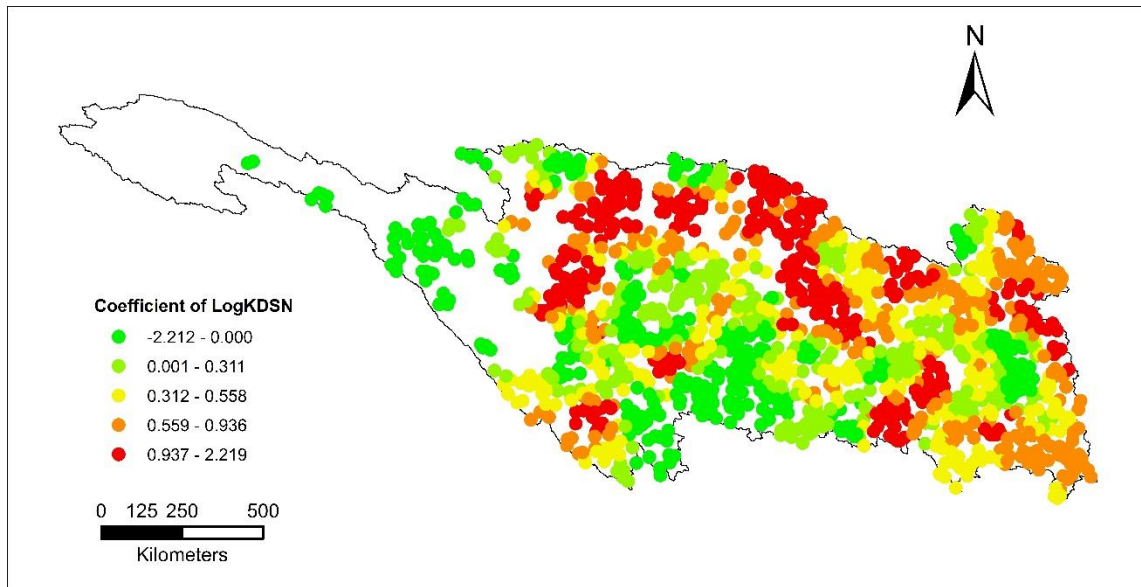 N
Coefficient of LogKDSN
-2.212 - 0.000
0.001 - 0.311
0.312 - 0.558
0.559 - 0.936
0.937 - 2.219
0 125 250 500
Kilometers